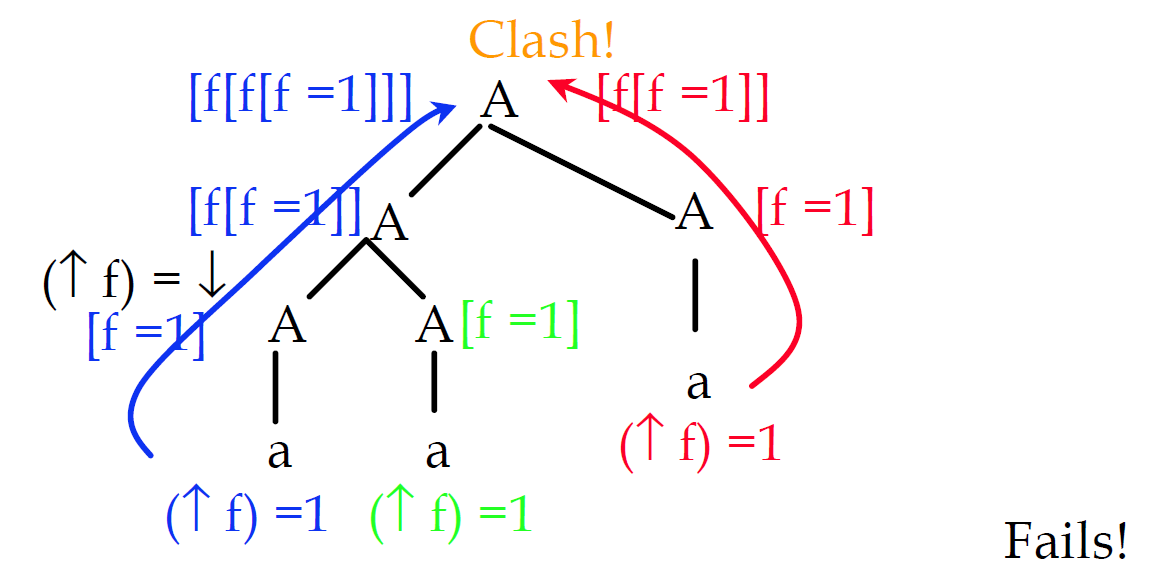 Clash!
[f[f[f =1]]] A [f[f =1]]
[f[f =1]] A A [f =1]
(↑ f) = ↓
[f =1] A A [f =1]
a
a a
(↑ f) =1
(↑ f) =1 (↑ f) =1
Fails!